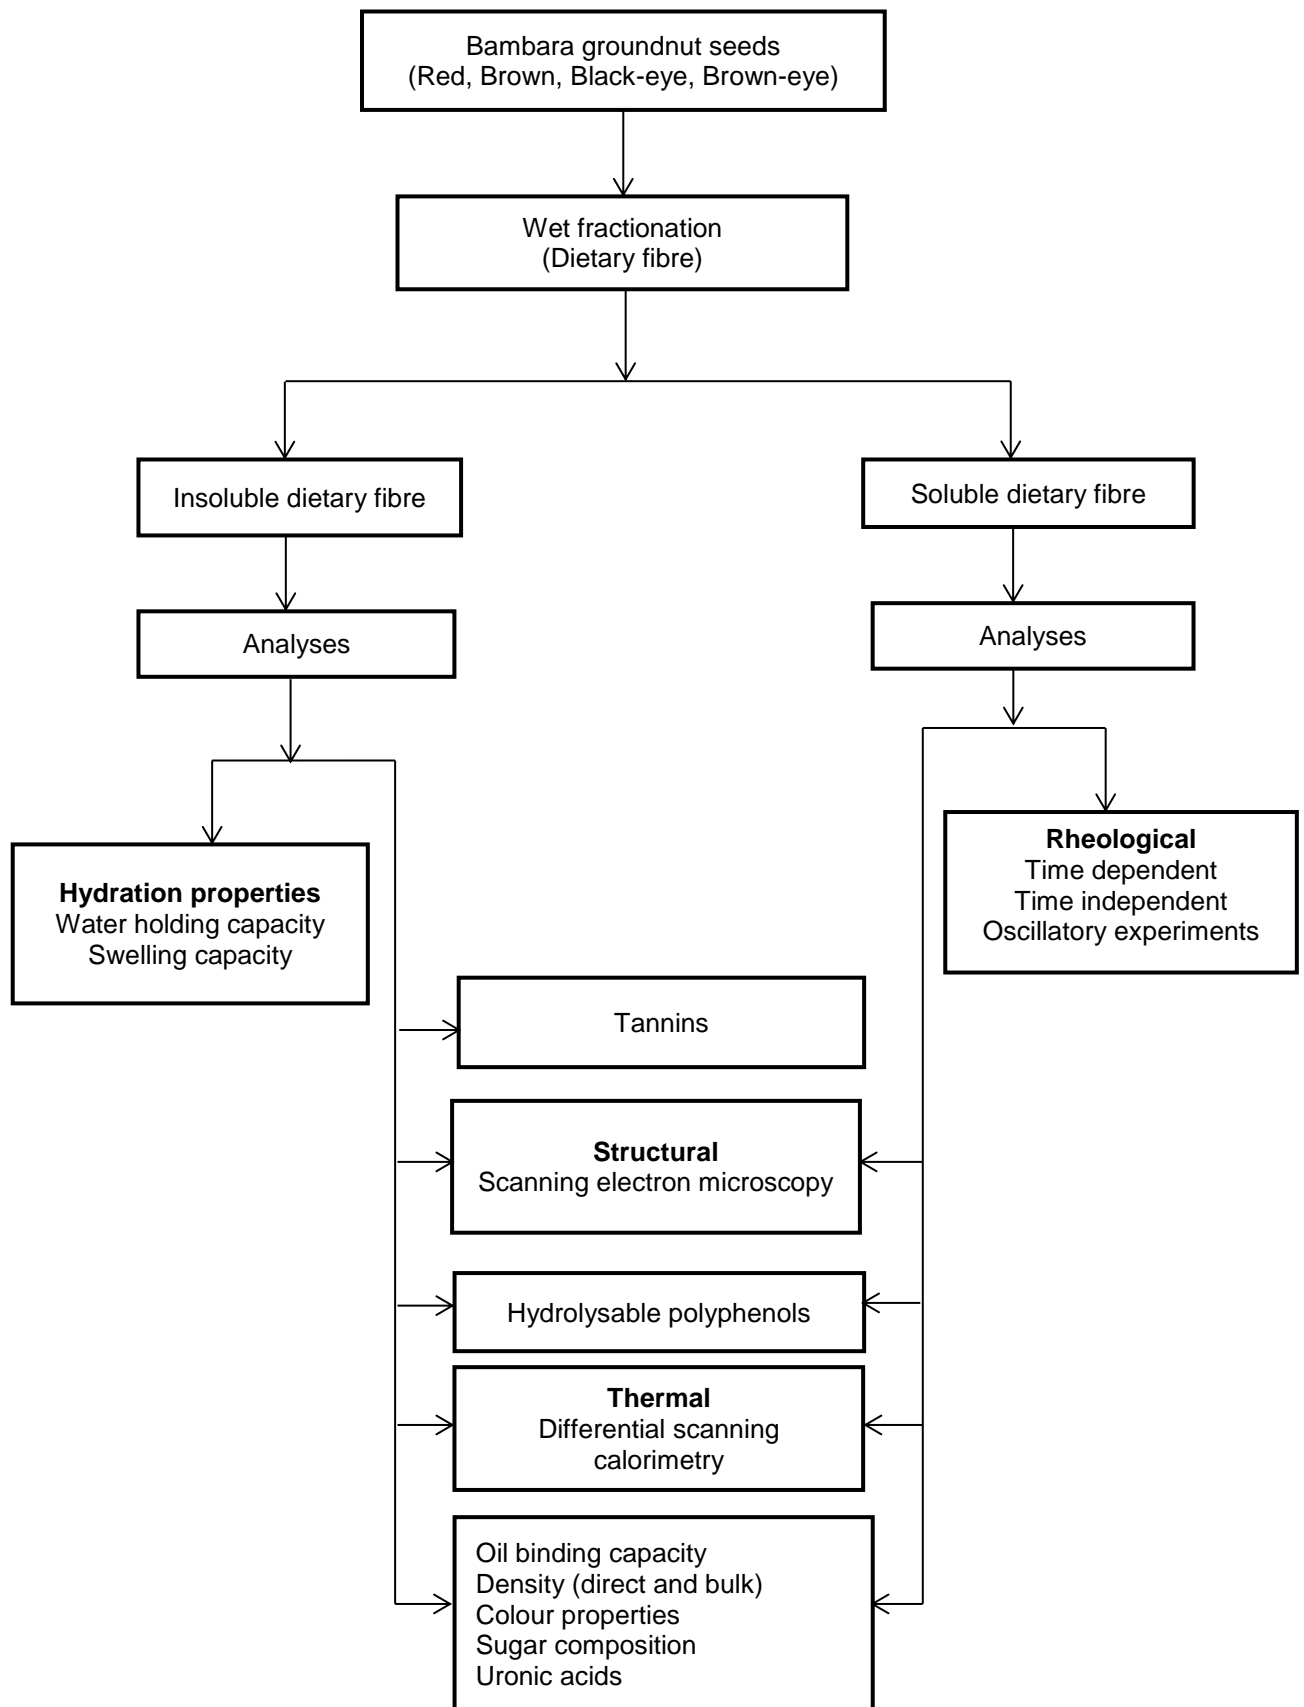 Bambara groundnut seeds
(Red, Brown, Black-eye, Brown-eye)
Wet fractionation
(Dietary fibre)
Insoluble dietary fibre
Soluble dietary fibre
Analyses
Analyses
Hydration properties
Water holding capacity
Swelling capacity
Rheological
Time dependent
Time independent
Oscillatory experiments
Tannins
Structural
Scanning electron microscopy
Hydrolysable polyphenols
Thermal
Differential scanning
calorimetry
Oil binding capacity
Density (direct and bulk)
Colour properties
Sugar composition
Uronic acids